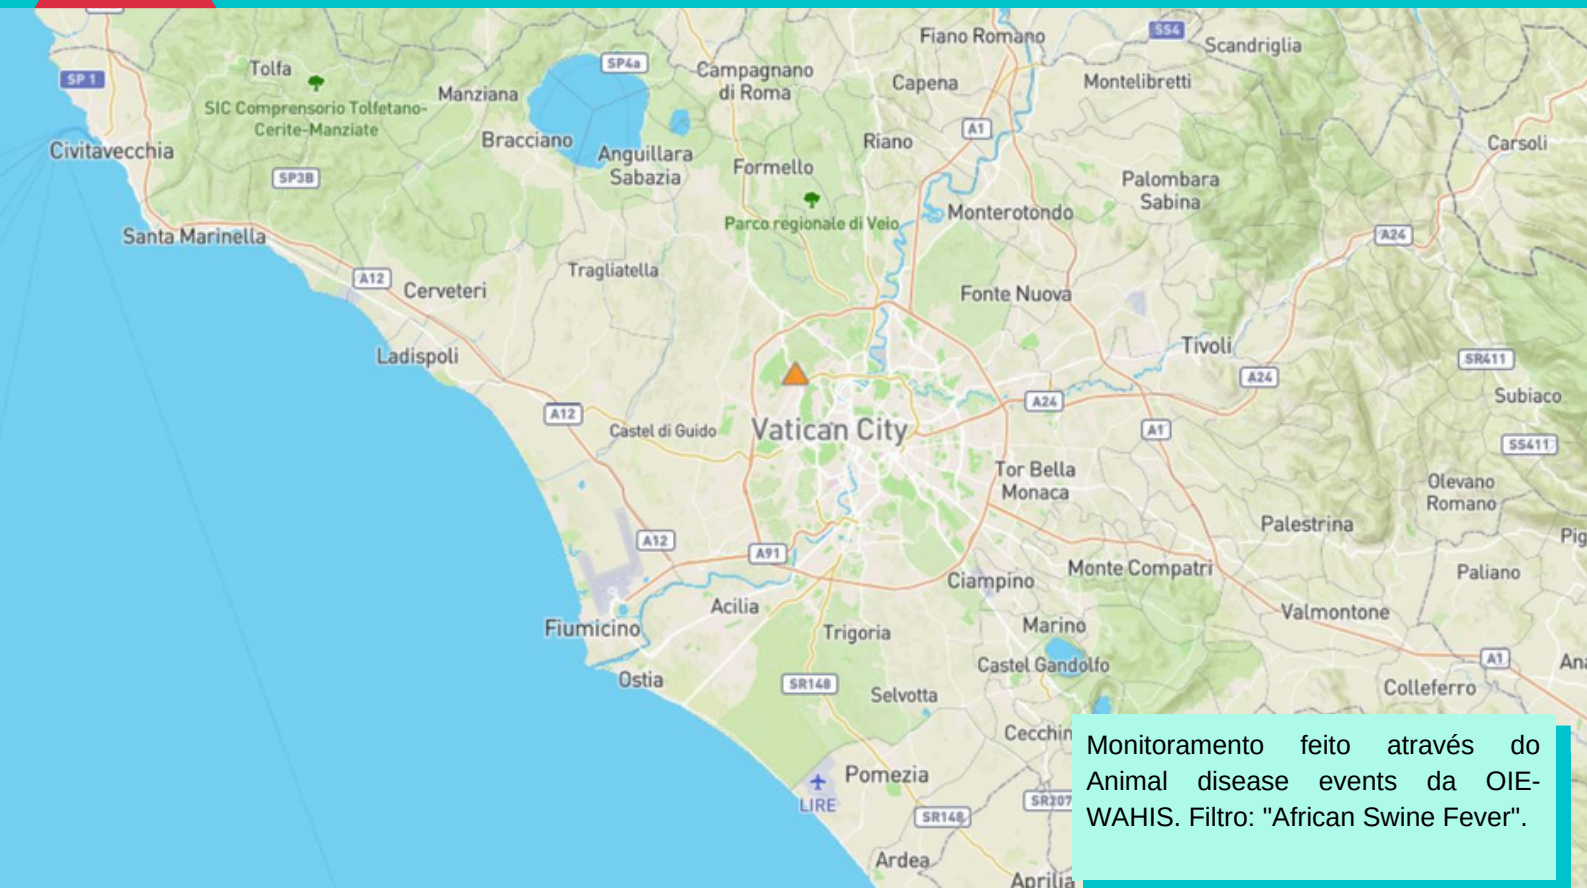 Fiano Romano
SS4
Scandriglia
SP4a
Tolfa
SP 1
Campagnano
di Roma
Capena
Montelibretti
Manziana
SIC Comprensorio Tolfetano-
Cerite-Manziate
A1
Bracciano
Riano
Carsoli
Civitavecchia
Anguillara
Sabazia
Formello
SP3B
Palombara
Sabina
Monterotondo
Parco regionale di Veio
Santa Marinella
A24
Tragliatella
A12
Cerveteri
Fonte Nuova
Tivoli
Ladispoli
SR411
A24
Subiaco
A24
A12
Castel di Guido
Vatican City
A1
SS411
Tor Bella
Monaca
Olevano
Romano
Palestrina
A12
Pig
A91
Monte Compatri
Ciampino
Paliano
Acilia
Valmontone
Fiumicino
Trigoria
Marino
Castel Gandolfo
A1
Ana
Ostia
SR148
Selvotta
Colleferro
Cecchin
Monitoramento feito através do
Animal disease events da OIE-
WAHIS. Filtro: "African Swine Fever".
Pomezia
LIRE
SR207
SR148
Ardea
Aprilia